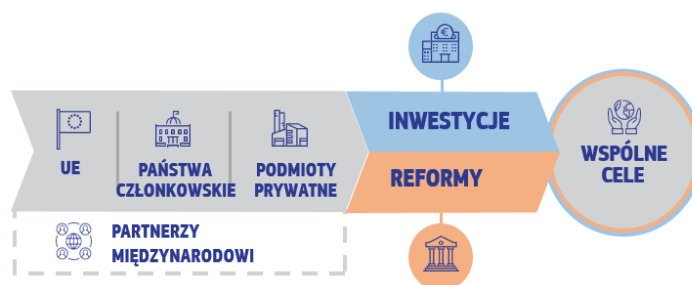 UE
PAŃSTWA
CZŁONKOWSKIE
PODMIOTY
PRYWATNE
PARTNERZY
MIĘDZYNARODOWI
INWESTYCJE
REFORMY
WSPÓLNE
CELE